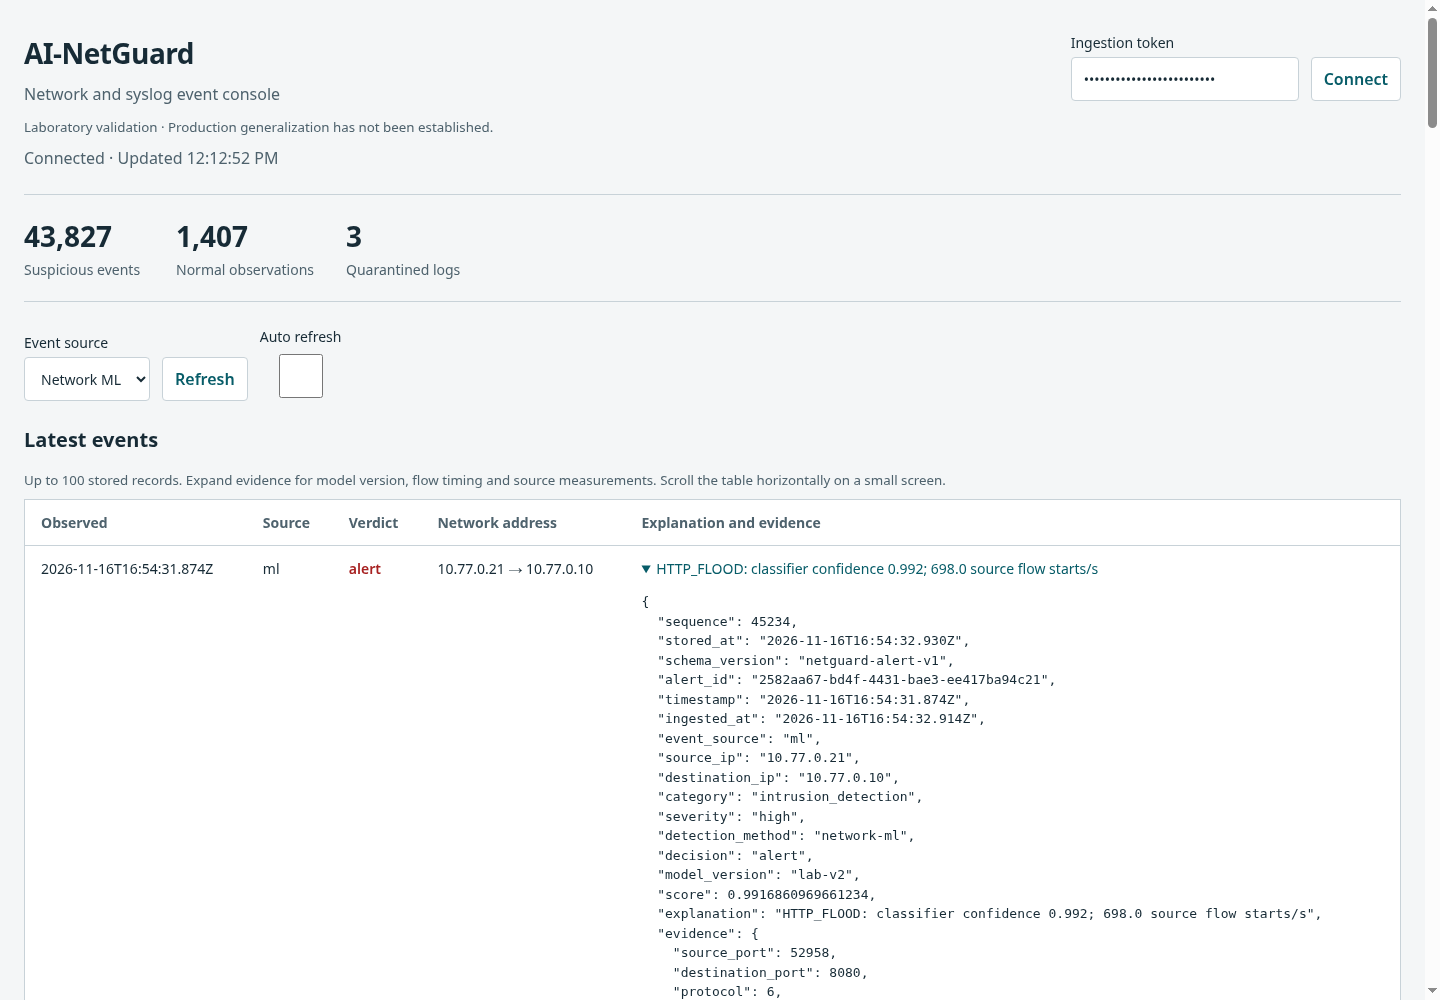 AI-NetGuard
Network and syslog event console
Laboratory validation · Production generalization has not been established.
Connected · Updated 12:12:52 PM
Ingestion token
••••••••••••••••••••••••• Connect
43,827 1,407 3
Suspicious events Normal observations Quarantined logs
Event source Auto refresh
Network ML Refresh
Latest events
Up to 100 stored records. Expand evidence for model version, flow timing and source measurements. Scroll the table horizontally on a small screen.
Observed Source Verdict Network address Explanation and evidence
2026-11-16T16:54:31.874Z ml alert 10.77.0.21 → 10.77.0.10 ▼ HTTP_FLOOD: classifier confidence 0.992; 698.0 source flow starts/s
{
"sequence": 45234,
"stored_at": "2026-11-16T16:54:32.930Z",
"schema_version": "netguard-alert-v1",
"alert_id": "2582aa67-bd4f-4431-bae3-ee417ba94c21",
"timestamp": "2026-11-16T16:54:31.874Z",
"ingested_at": "2026-11-16T16:54:32.914Z",
"event_source": "ml",
"source_ip": "10.77.0.21",
"destination_ip": "10.77.0.10",
"category": "intrusion_detection",
"severity": "high",
"detection_method": "network-ml",
"decision": "alert",
"model_version": "lab-v2",
"score": 0.9916860969661234,
"explanation": "HTTP_FLOOD: classifier confidence 0.992; 698.0 source flow starts/s",
"evidence": {
"source_port": 52958,
"destination_port": 8080,
"protocol": 6,